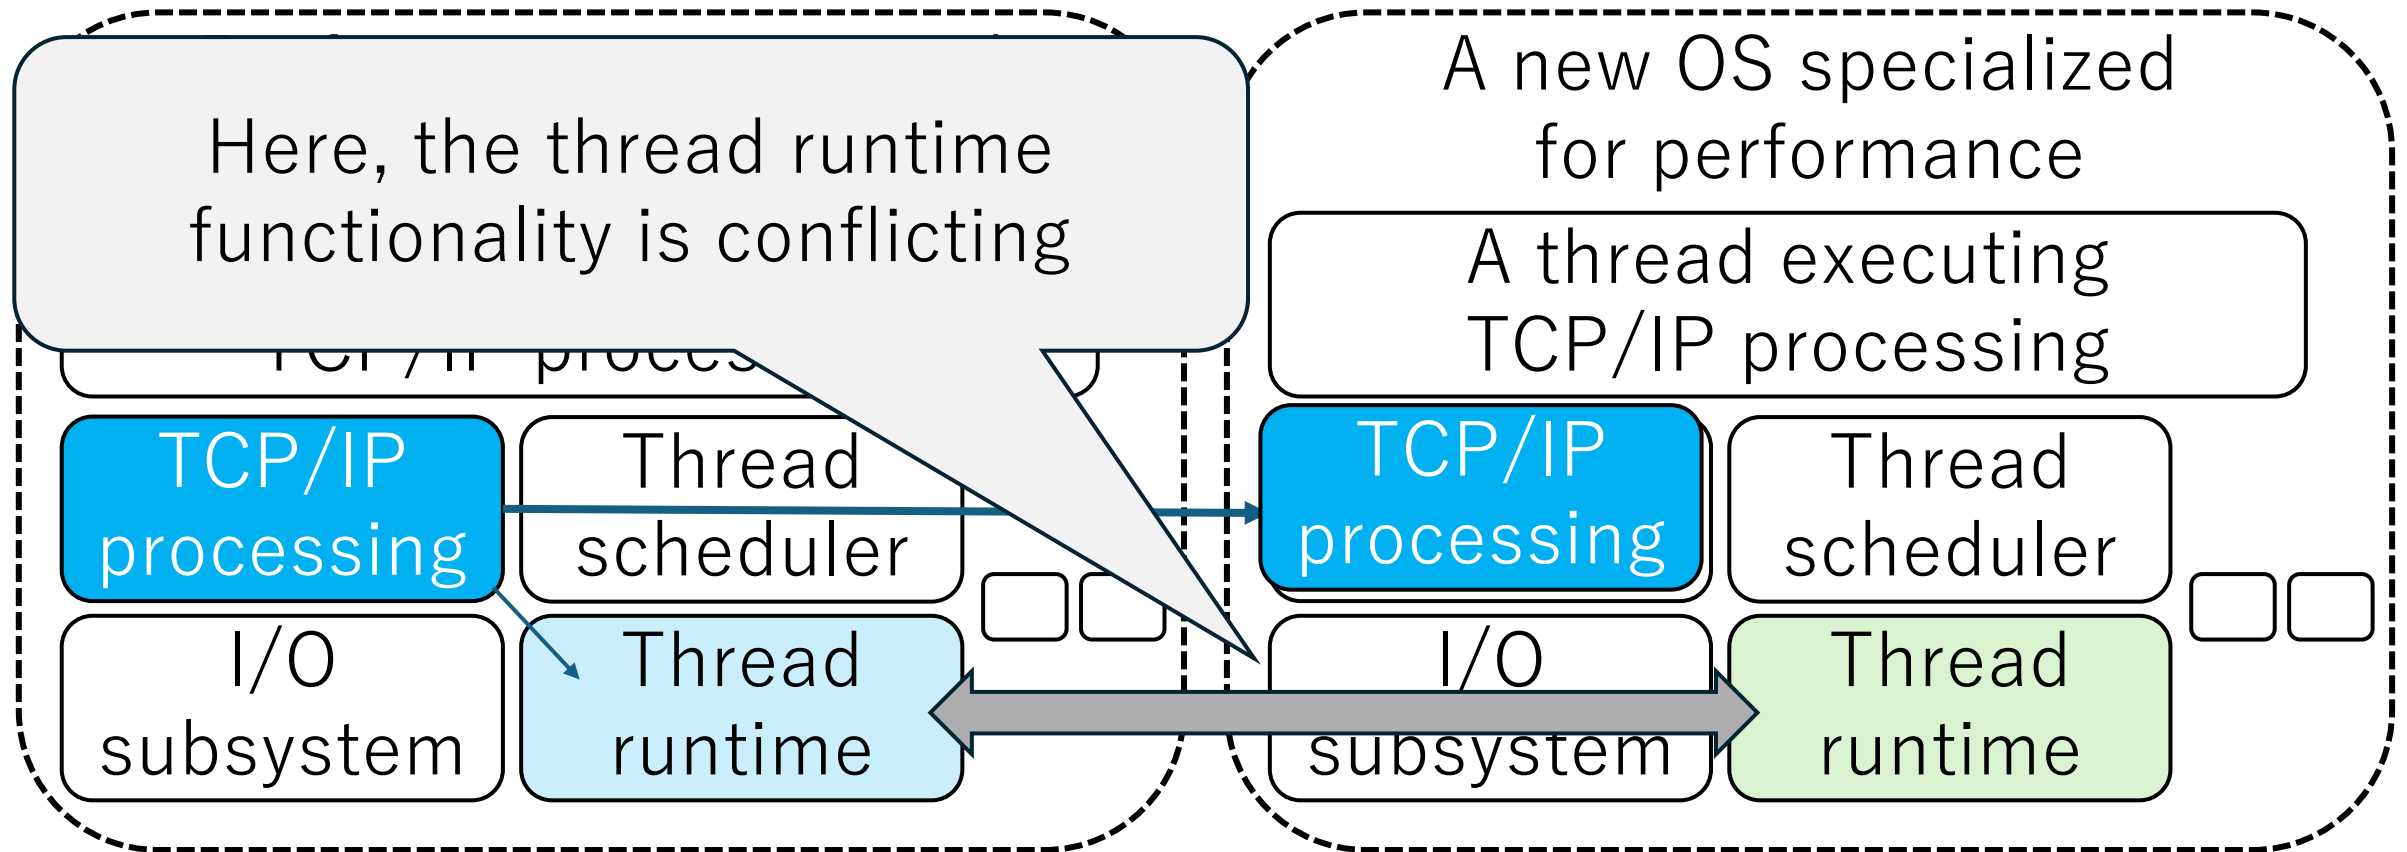 Here, the thread runtime
functionality is conflicting
TCP/IP
processing
Thread
scheduler
I/O
subsystem
Thread
runtime
A new OS specialized
for performance
A thread executing
TCP/IP processing
TCP/IP
processing
Thread
scheduler
I/O
subsystem
Thread
runtime